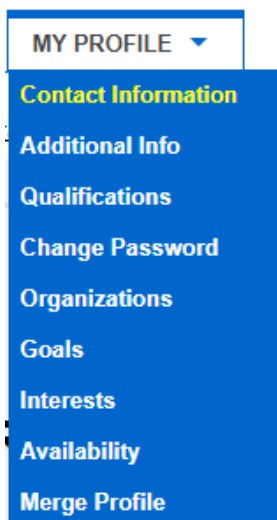 MY PROFILE
Contact Information
Additional Info
Qualifications
Change Password
Organizations
Goals
Interests
Availability
Merge Profile